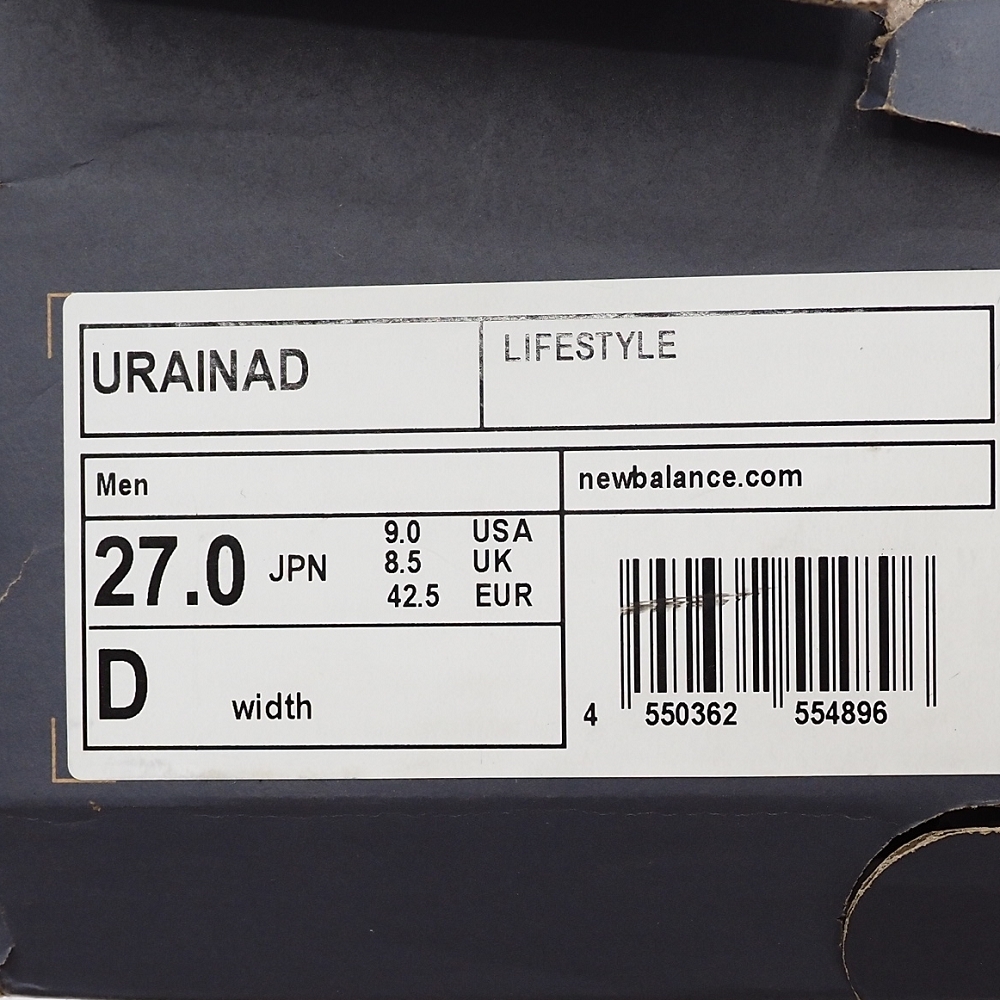 URAINAD
LIFESTYLE
Men
newbalance.com
27.0 JPN
9.0 USA
8.5 UK
42.5 EUR
D width
4 550362 554896